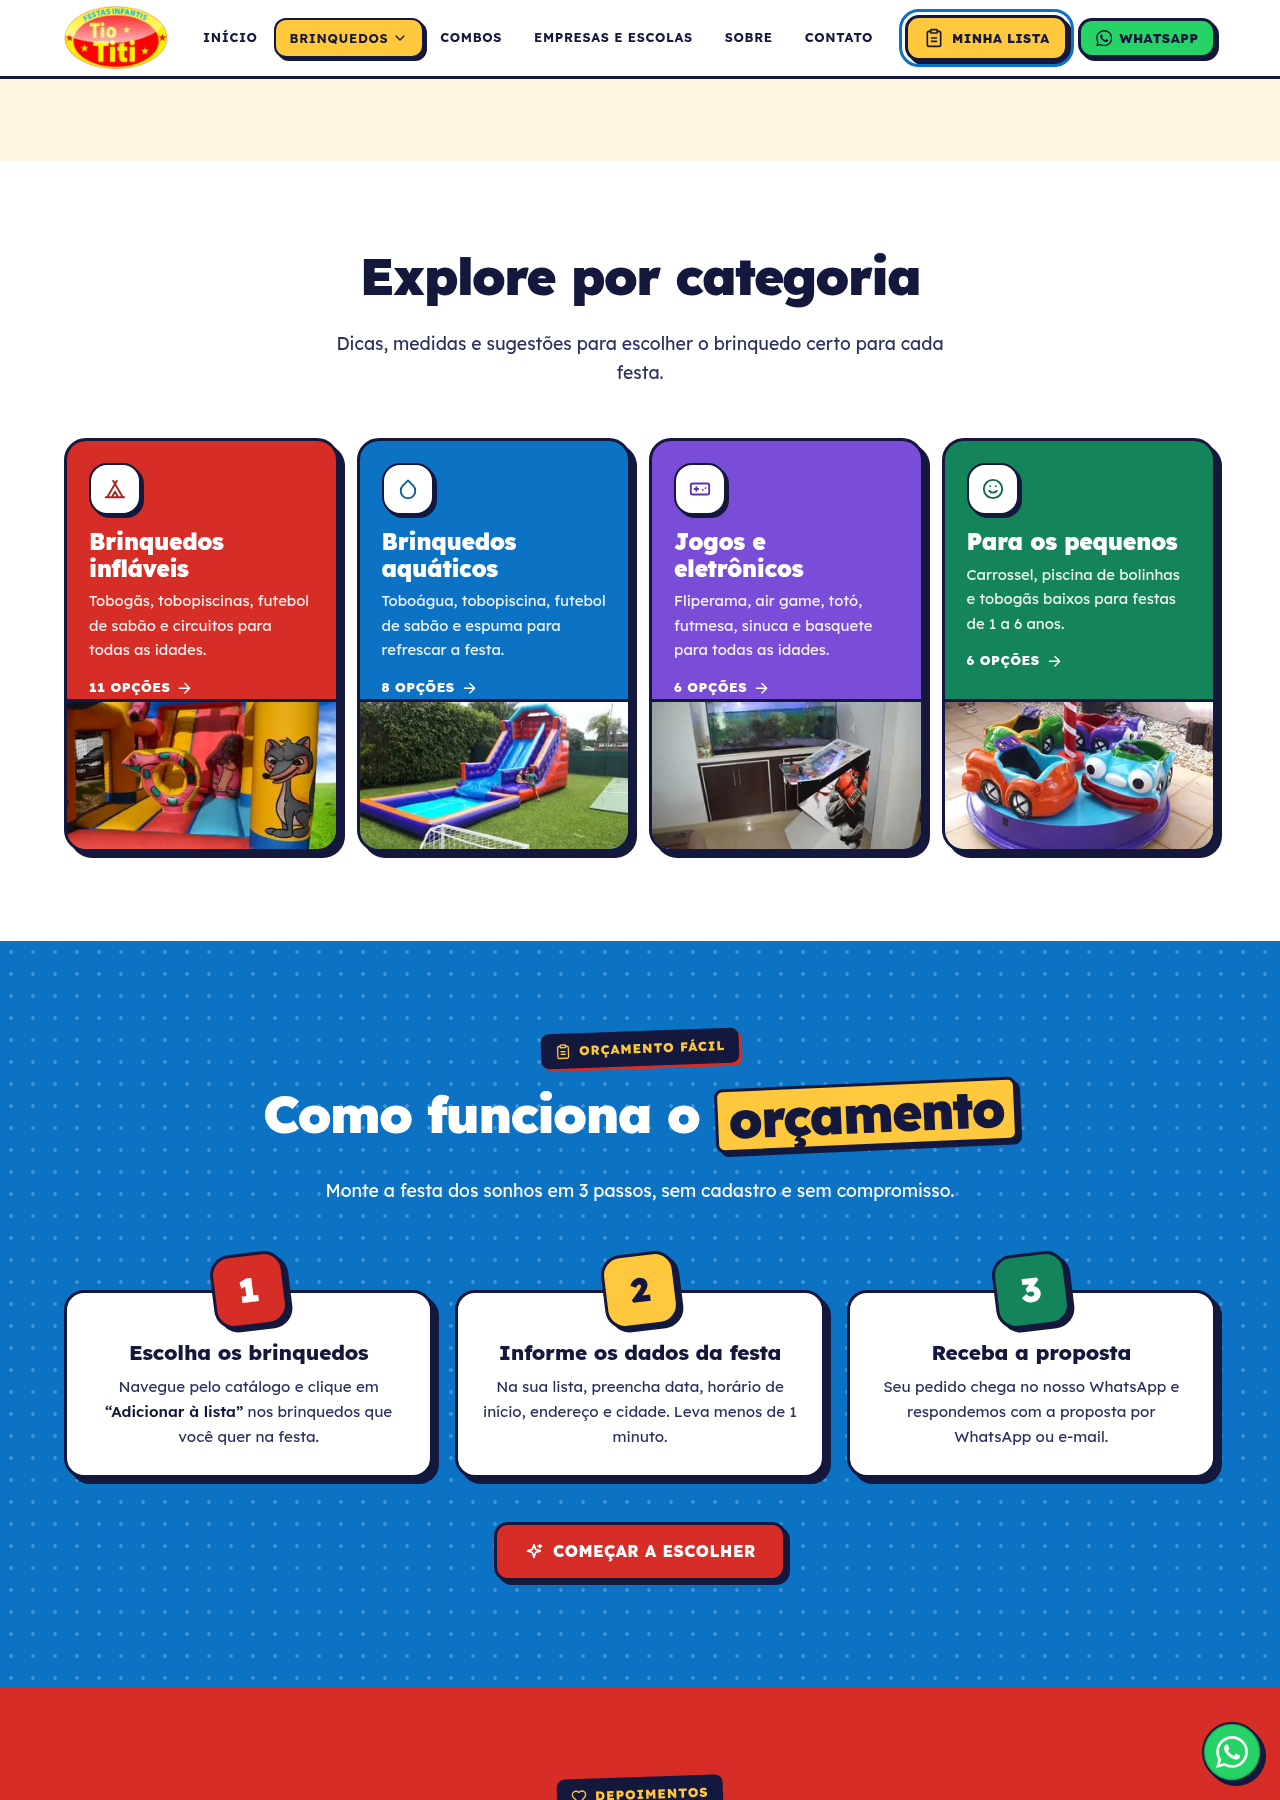 FESTAS INFANTIS
Tio
Titi
INÍCIO
BRINQUEDOS
COMBOS
EMPRESAS E ESCOLAS
SOBRE
CONTATO
MINHA LISTA
WHATSAPP
Explore por categoria
Dicas, medidas e sugestões para escolher o brinquedo certo para cada
festa.
Brinquedos
infláveis
Tobogãs, tobopiscinas, futebol
de sabão e circuitos para
todas as idades.
11 OPÇÕES
Brinquedos
aquáticos
Toboágua, tobopiscina, futebol
de sabão e espuma para
refrescar a festa.
8 OPÇÕES
Jogos e
eletrônicos
Fliperama, air game, totó,
futmesa, sinuca e basquete
para todas as idades.
6 OPÇÕES
Para os pequenos
Carrossel, piscina de bolinhas
e tobogãs baixos para festas
de 1 a 6 anos.
6 OPÇÕES
ORÇAMENTO FÁCIL
Como funciona o orçamento
Monte a festa dos sonhos em 3 passos, sem cadastro e sem compromisso.
1
Escolha os brinquedos
Navegue pelo catálogo e clique em
“Adicionar à lista” nos brinquedos que
você quer na festa.
2
Informe os dados da festa
Na sua lista, preencha data, horário de
início, endereço e cidade. Leva menos de 1
minuto.
3
Receba a proposta
Seu pedido chega no nosso WhatsApp e
respondemos com a proposta por
WhatsApp ou e-mail.
COMEÇAR A ESCOLHER
DEPOIMENTOS